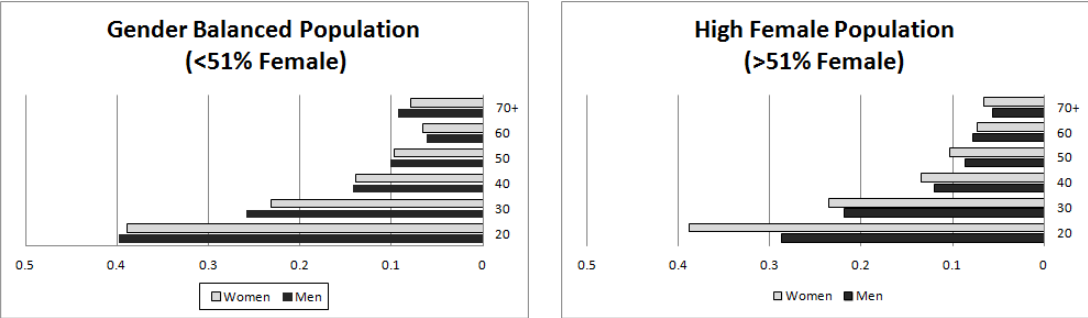 Gender Balanced Population
(<51% Female)
70+
60
50
40
30
20
0.5 0.4 0.3 0.2 0.1 0
Women Men
High Female Population
(>51% Female)
70+
60
50
40
30
20
0.5 0.4 0.3 0.2 0.1 0
Women Men